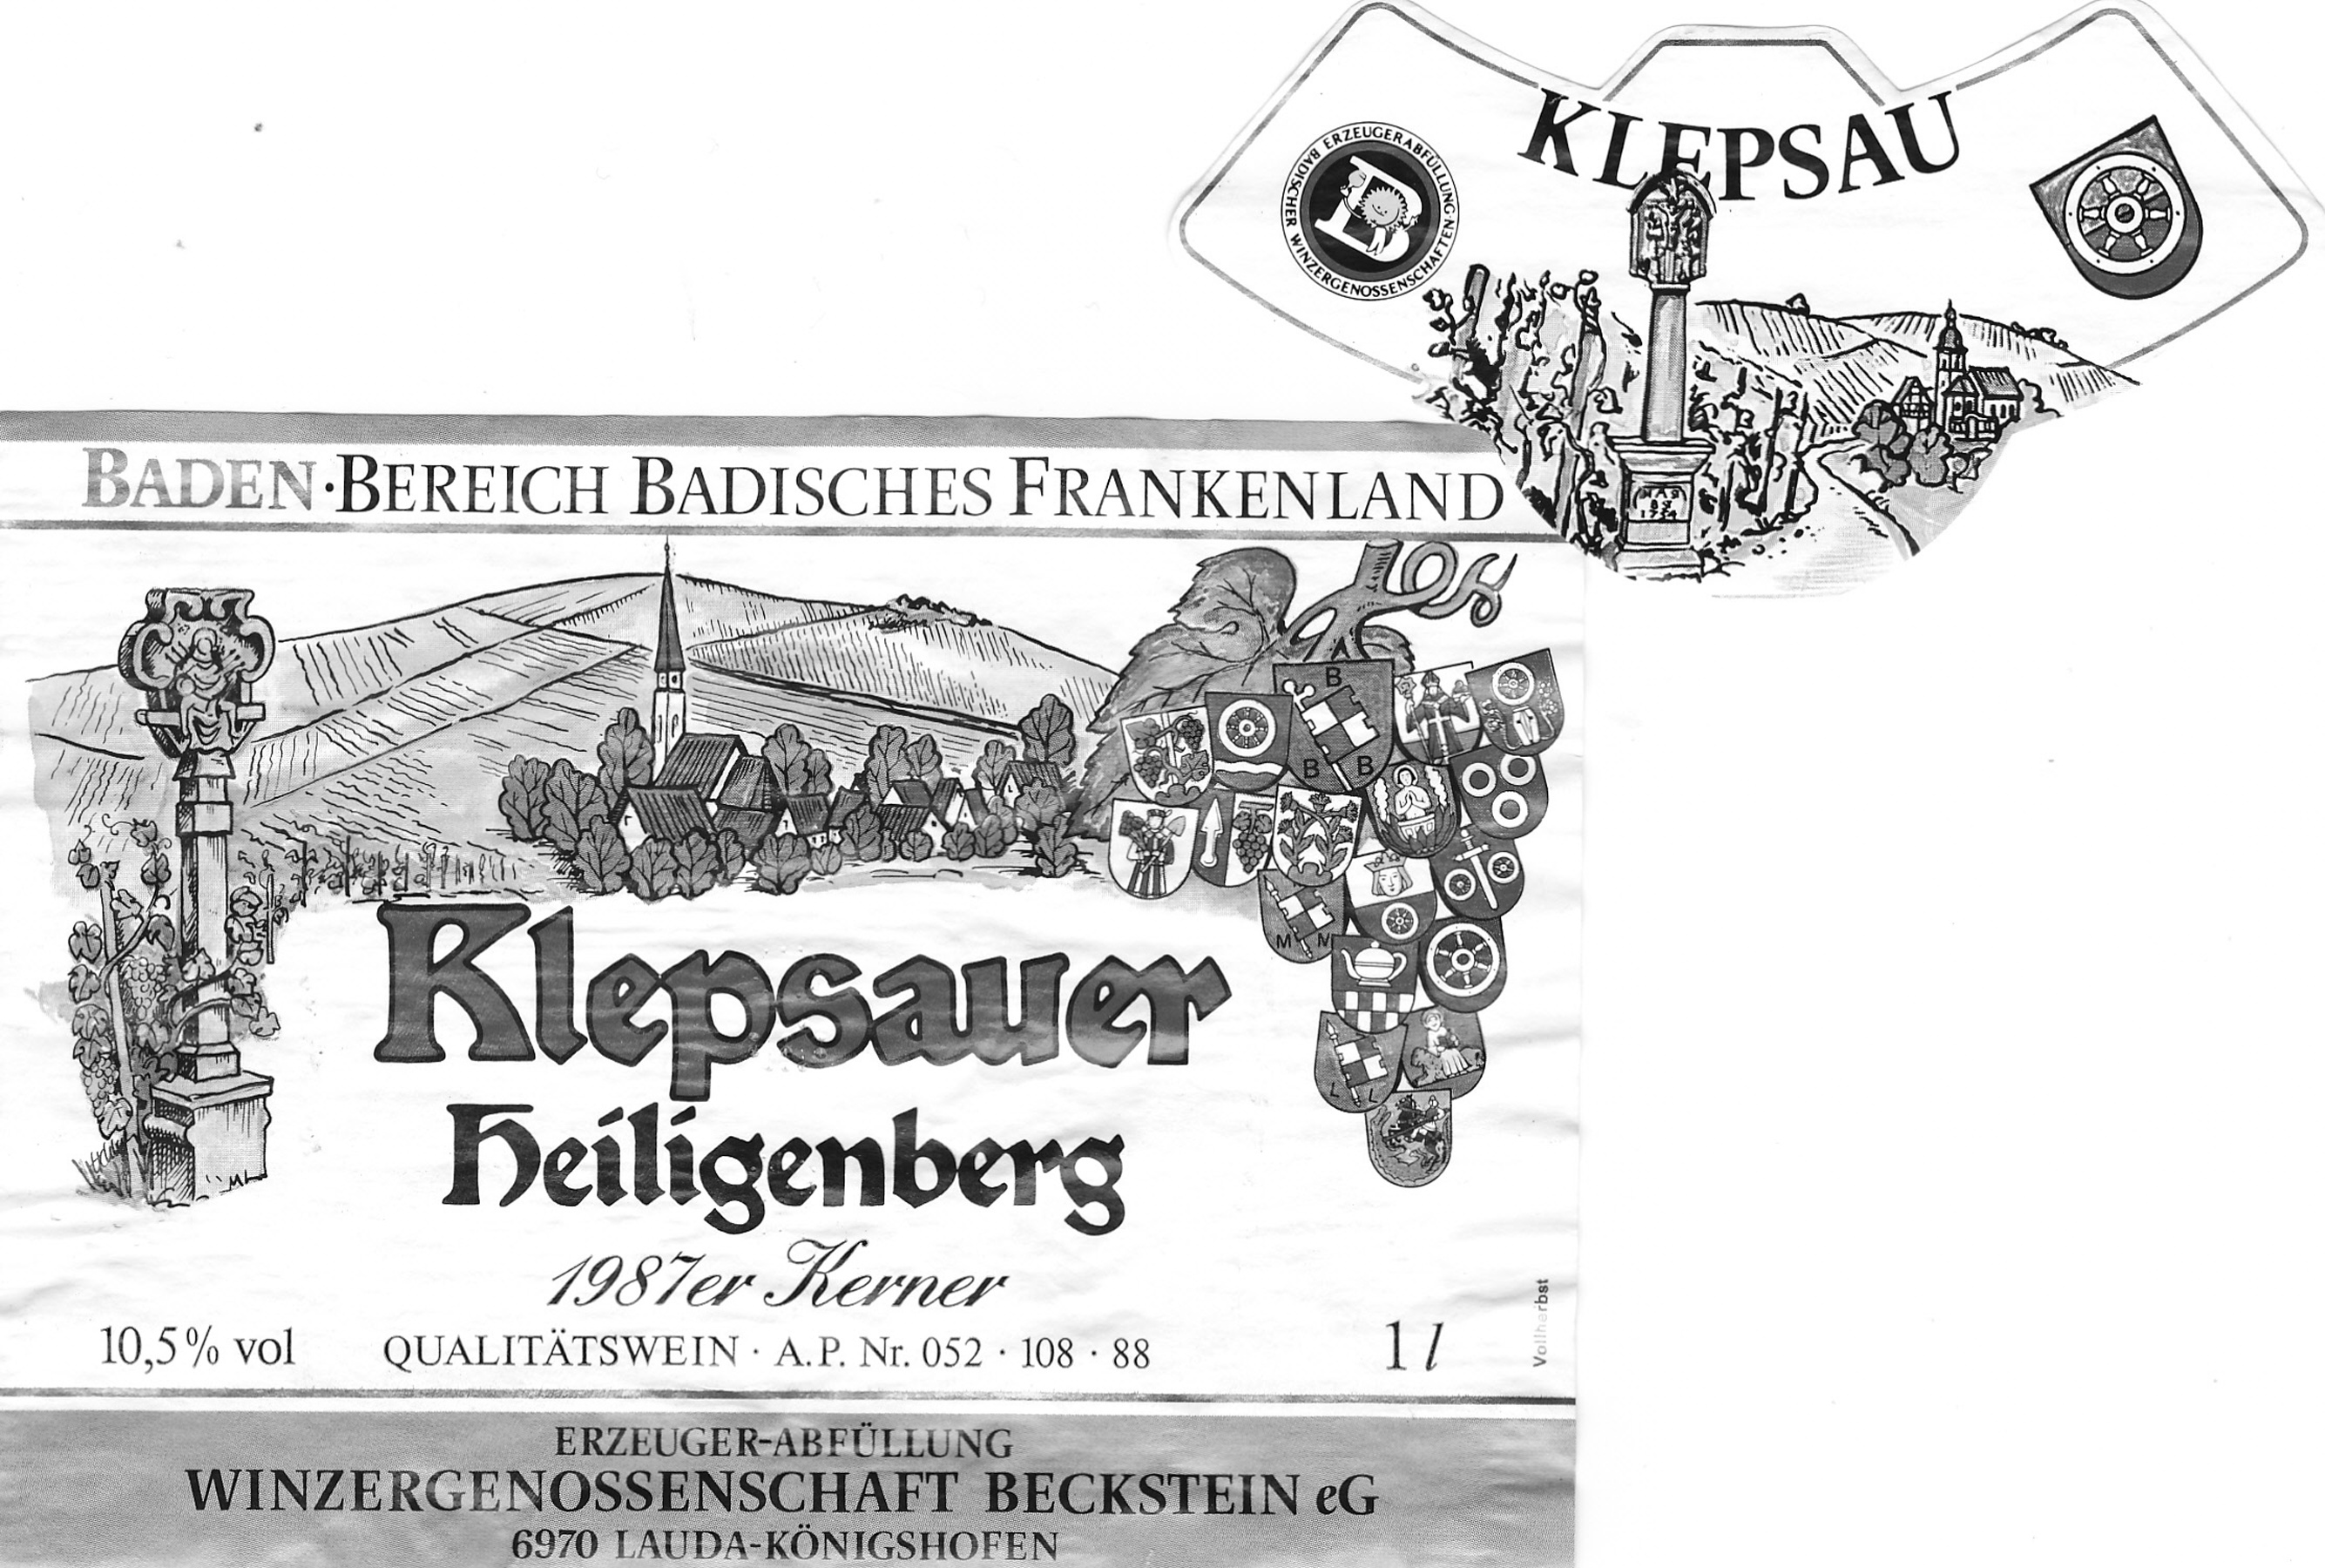 KLEPSAU
ERZEUGERABFÜLLUNG · BADISCHER WINZERGENOSSENSCHAFTEN
B
1754
BADEN · BEREICH BADISCHES FRANKENLAND
B
B B
M M
L L
Klepsauer
Heiligenberg
1987er Kerner
10,5% vol QUALITÄTSWEIN · A.P. Nr. 052 · 108 · 88 1 l
Vollherbst
ERZEUGER-ABFÜLLUNG
WINZERGENOSSENSCHAFT BECKSTEIN eG
6970 LAUDA-KÖNIGSHOFEN